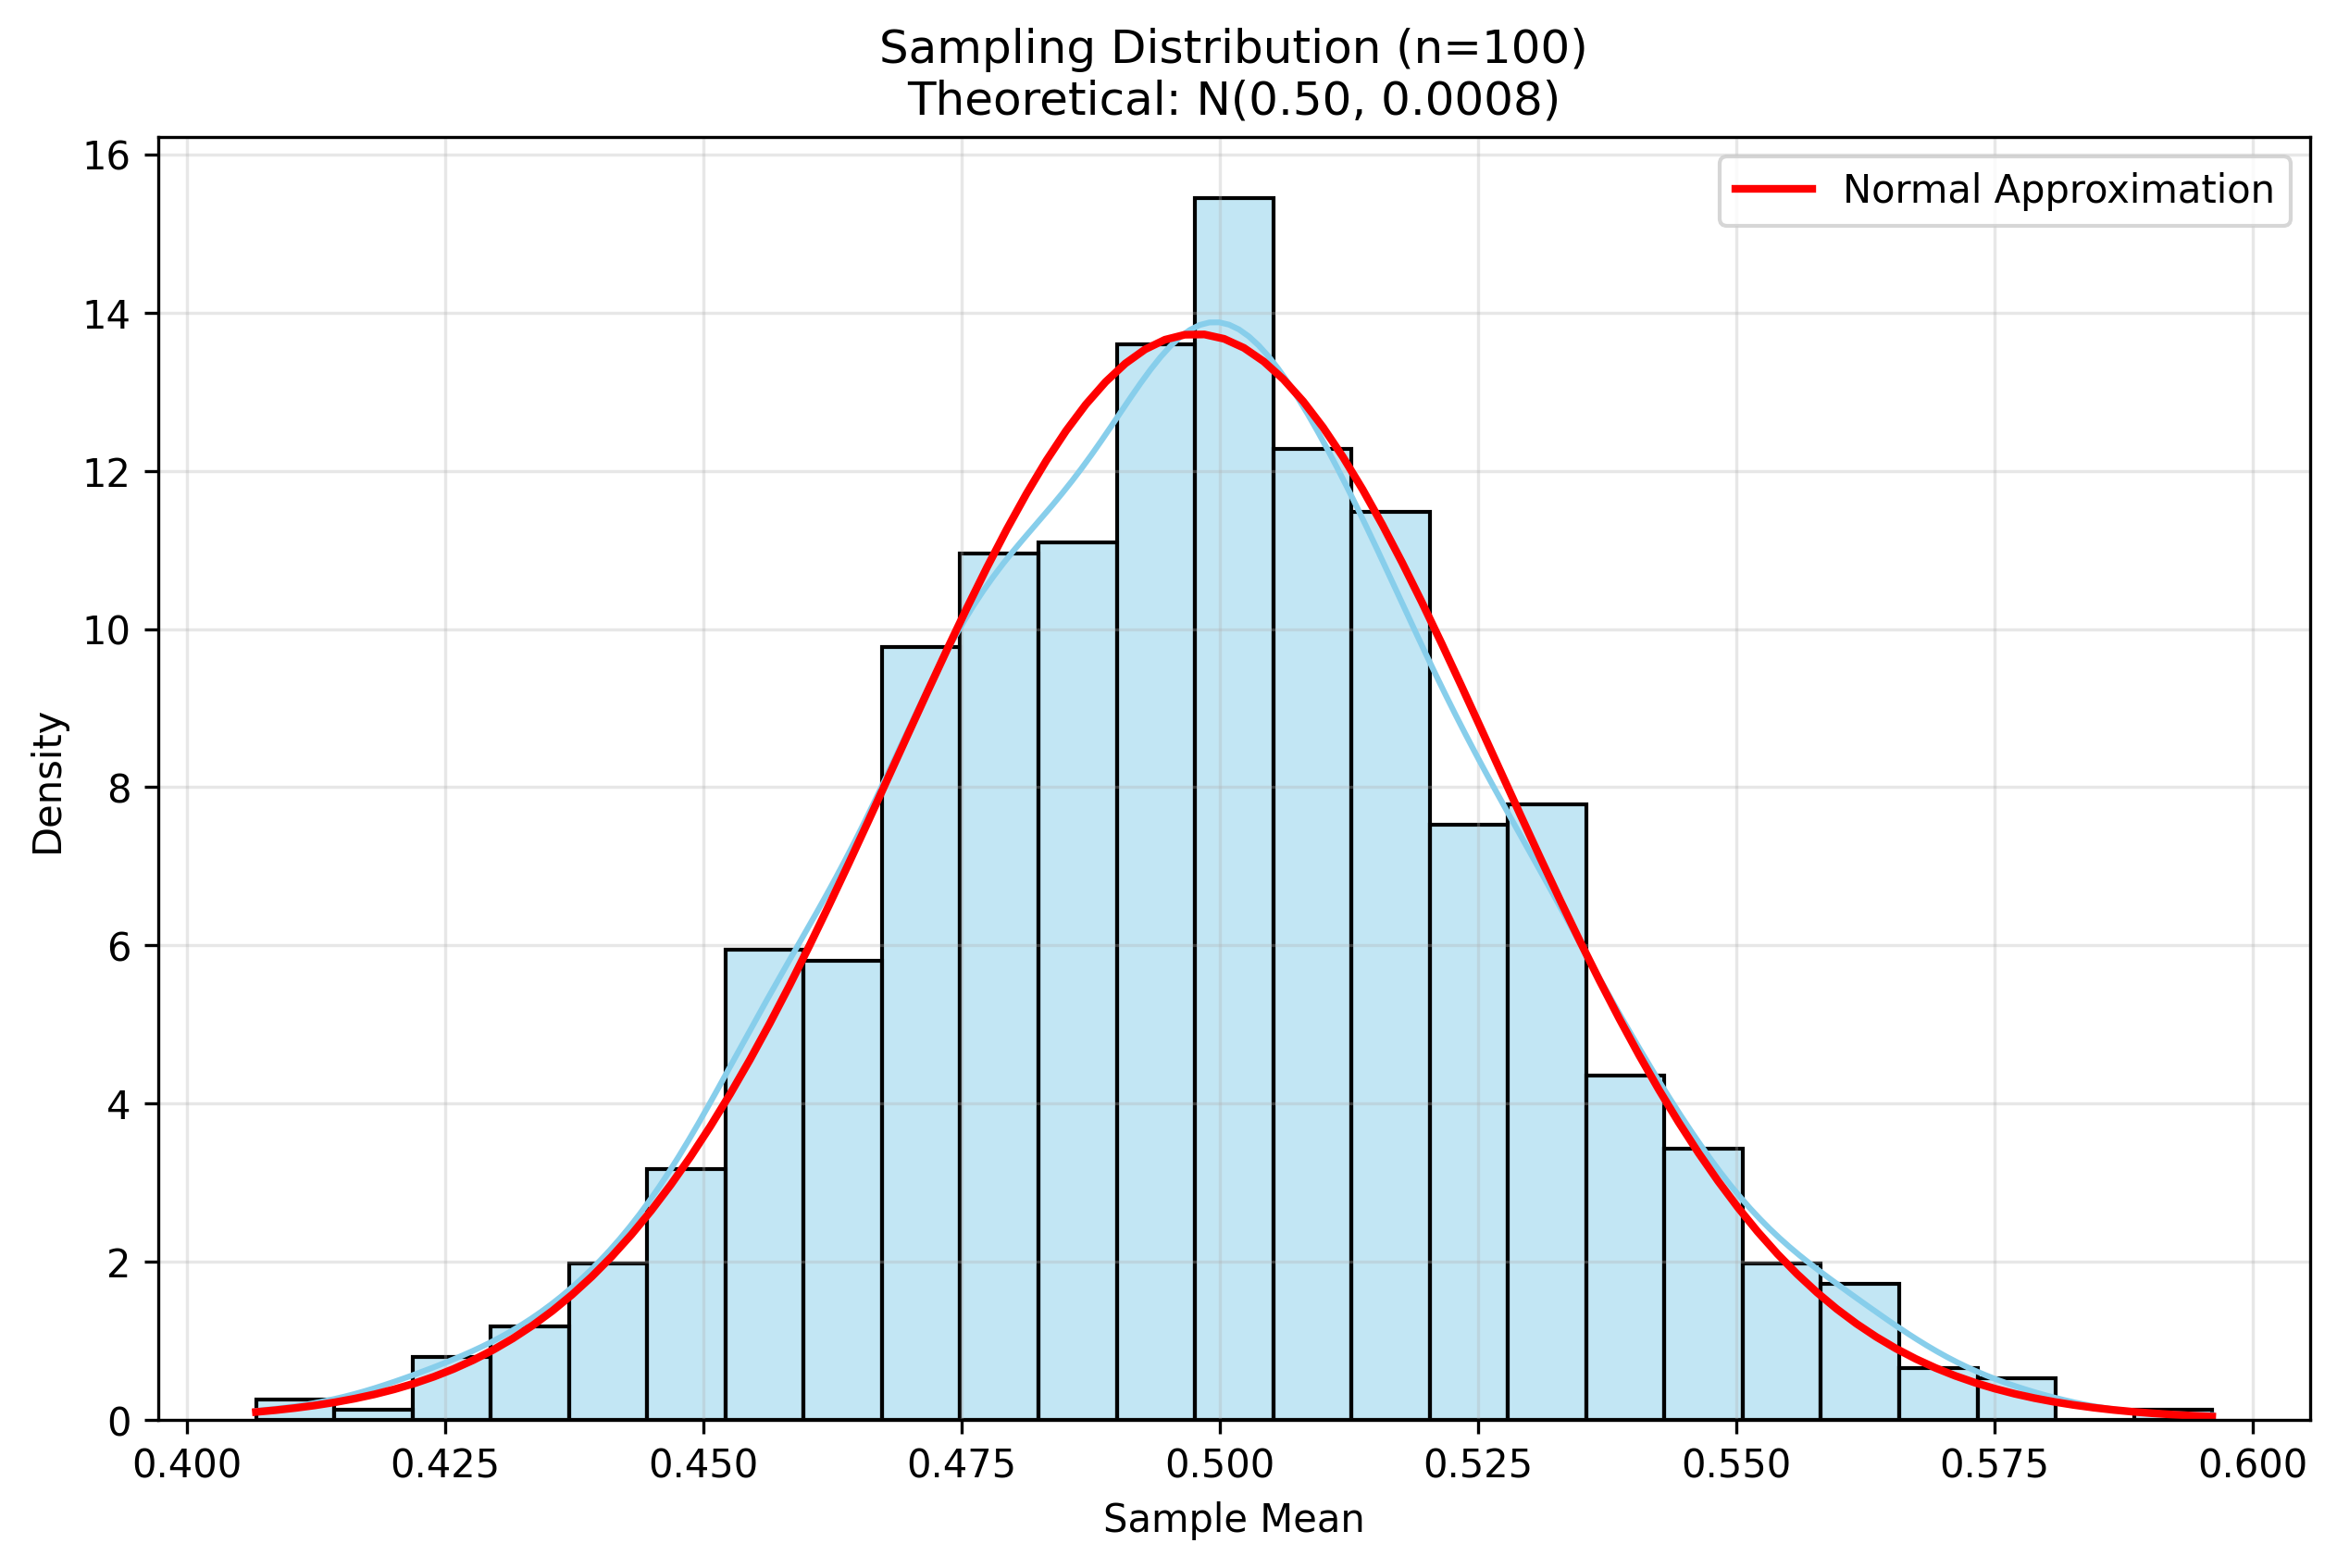 Sampling Distribution (n=100)
Theoretical: N(0.50, 0.0008)
Normal Approximation
16
14
12
10
8
6
4
2
0
Density
0.400 0.425 0.450 0.475 0.500 0.525 0.550 0.575 0.600
Sample Mean